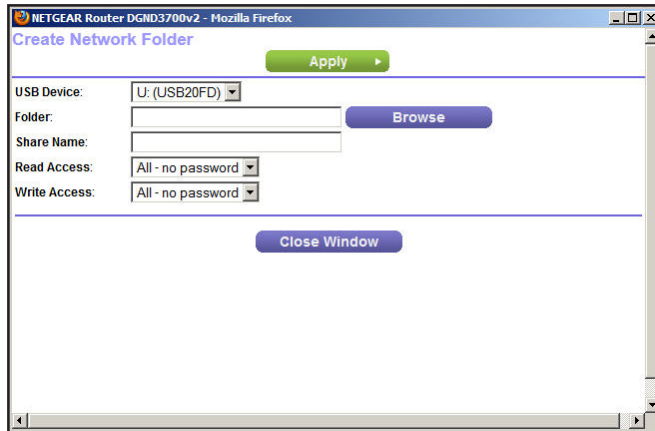 NETGEAR Router DGND3700v2 - Mozilla Firefox
Create Network Folder
Apply
USB Device: U: (USB20FD)
Folder: Browse
Share Name:
Read Access: All - no password
Write Access: All - no password
Close Window